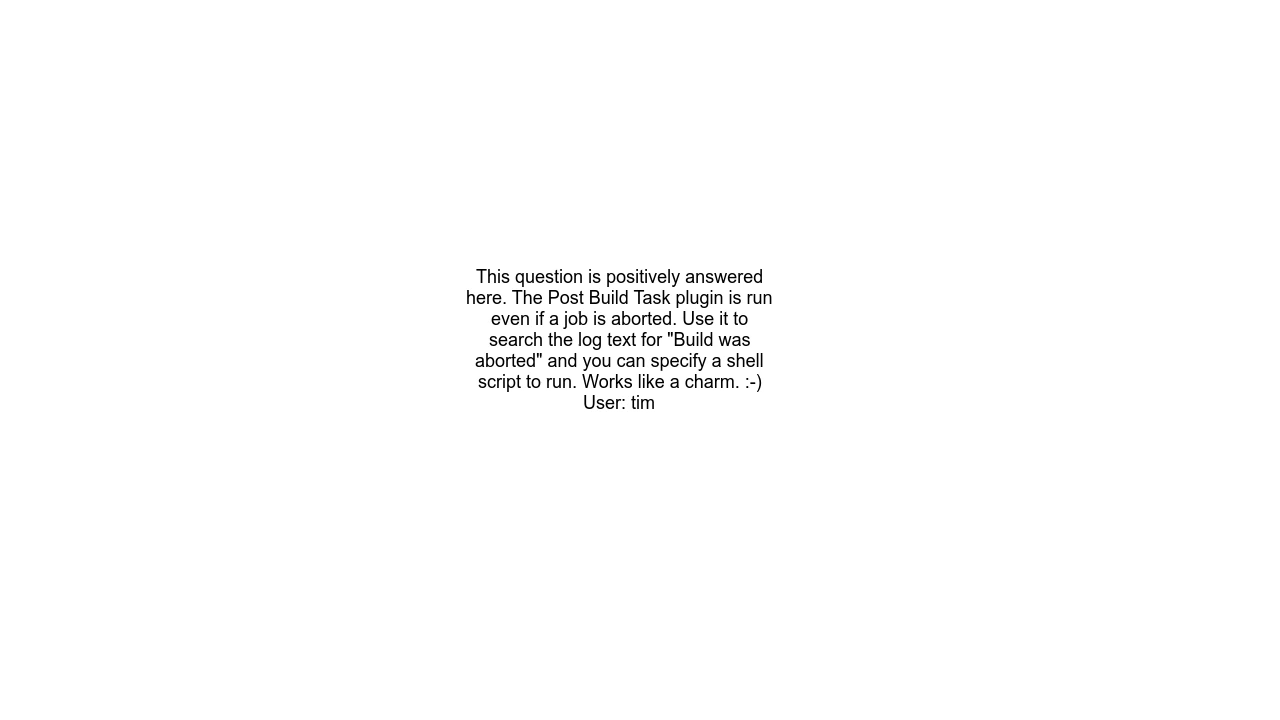 This question is positively answered
here. The Post Build Task plugin is run
even if a job is aborted. Use it to
search the log text for "Build was
aborted" and you can specify a shell
script to run. Works like a charm. :-)
User: tim